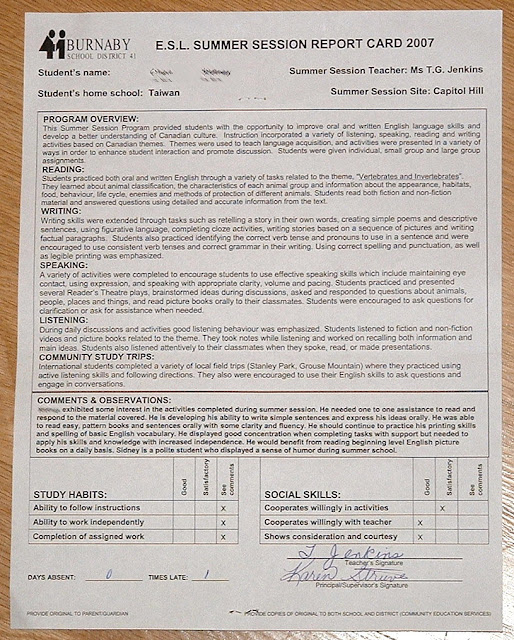 BURNABY
SCHOOL DISTRICT 41
E.S.L. SUMMER SESSION REPORT CARD 2007
Student's name:
Summer Session Teacher: Ms T.G. Jenkins
Student's home school: Taiwan
Summer Session Site: Capitol Hill
PROGRAM OVERVIEW:
This Summer Session Program provided students with the opportunity to improve oral and written English language skills and
develop a better understanding of Canadian culture. Instruction incorporated a variety of listening, speaking, reading and writing
activities based on Canadian themes. Themes were used to teach language acquisition, and activities were presented in a variety of
ways in order to enhance student interaction and promote discussion. Students were given individual, small group and large group
assignments.
READING:
Students practiced both oral and written English through a variety of tasks related to the theme, "Vertebrates and Invertebrates".
They learned about animal classification, the characteristics of each animal group and information about the appearance, habitats,
food, behaviour, life cycle, enemies and methods of protection of different animals. Students read both fiction and non-fiction
material and answered questions using detailed and accurate information from the text.
WRITING:
Writing skills were extended through tasks such as retelling a story in their own words, creating simple poems and descriptive
sentences, using figurative language, completing cloze activities, writing stories based on a sequence of pictures and writing
factual paragraphs. Students also practiced identifying the correct verb tense and pronouns to use in a sentence and were
encouraged to use consistent verb tenses and correct grammar in their writing. Using correct spelling and punctuation, as well
as legible printing was emphasized.
SPEAKING:
A variety of activities were completed to encourage students to use effective speaking skills which include maintaining eye
contact, using expression, and speaking with appropriate clarity, volume and pacing. Students practiced and presented
several Reader's Theatre plays, brainstormed ideas during discussions, asked and responded to questions about animals,
people, places and things, and read picture books orally to their classmates. Students were encouraged to ask questions for
clarification or ask for assistance when needed.
LISTENING:
During daily discussions and activities good listening behaviour was emphasized. Students listened to fiction and non-fiction
videos and picture books related to the theme. They took notes while listening and worked on recalling both information and
main ideas. Students also listened attentively to their classmates when they spoke, read, or made presentations.
COMMUNITY STUDY TRIPS:
International students completed a variety of local field trips (Stanley Park, Grouse Mountain) where they practiced using
active listening skills and following directions. They also were encouraged to use their English skills to ask questions and
engage in conversations.
COMMENTS & OBSERVATIONS:
exhibited some interest in the activities completed during summer session. He needed one to one assistance to read and
respond to the material covered. He is developing his ability to write simple sentences and express his ideas orally. He was able
to read easy, pattern books and sentences orally with some clarity and fluency. He should continue to practice his printing skills
and spelling of basic English vocabulary. He displayed good concentration when completing tasks with support but needed to
apply his skills and knowledge with increased independence. He would benefit from reading beginning level English picture
books on a daily basis. Sidney is a polite student who displayed a sense of humor during summer school.
STUDY HABITS:
Good
Satisfactory
See comments
SOCIAL SKILLS:
Good
Satisfactory
See comments
Ability to follow instructions x
Cooperates willingly in activities x
Ability to work independently x
Cooperates willingly with teacher x
Completion of assigned work x
Shows consideration and courtesy x
T Jenkins
Teacher's Signature
Karen Struve
Principal/Supervisor's Signature
DAYS ABSENT: 0 TIMES LATE: 1
PROVIDE ORIGINAL TO PARENT/GUARDIAN
PROVIDE COPIES OF ORIGINAL TO BOTH SCHOOL AND DISTRICT (COMMUNITY EDUCATION SERVICES)